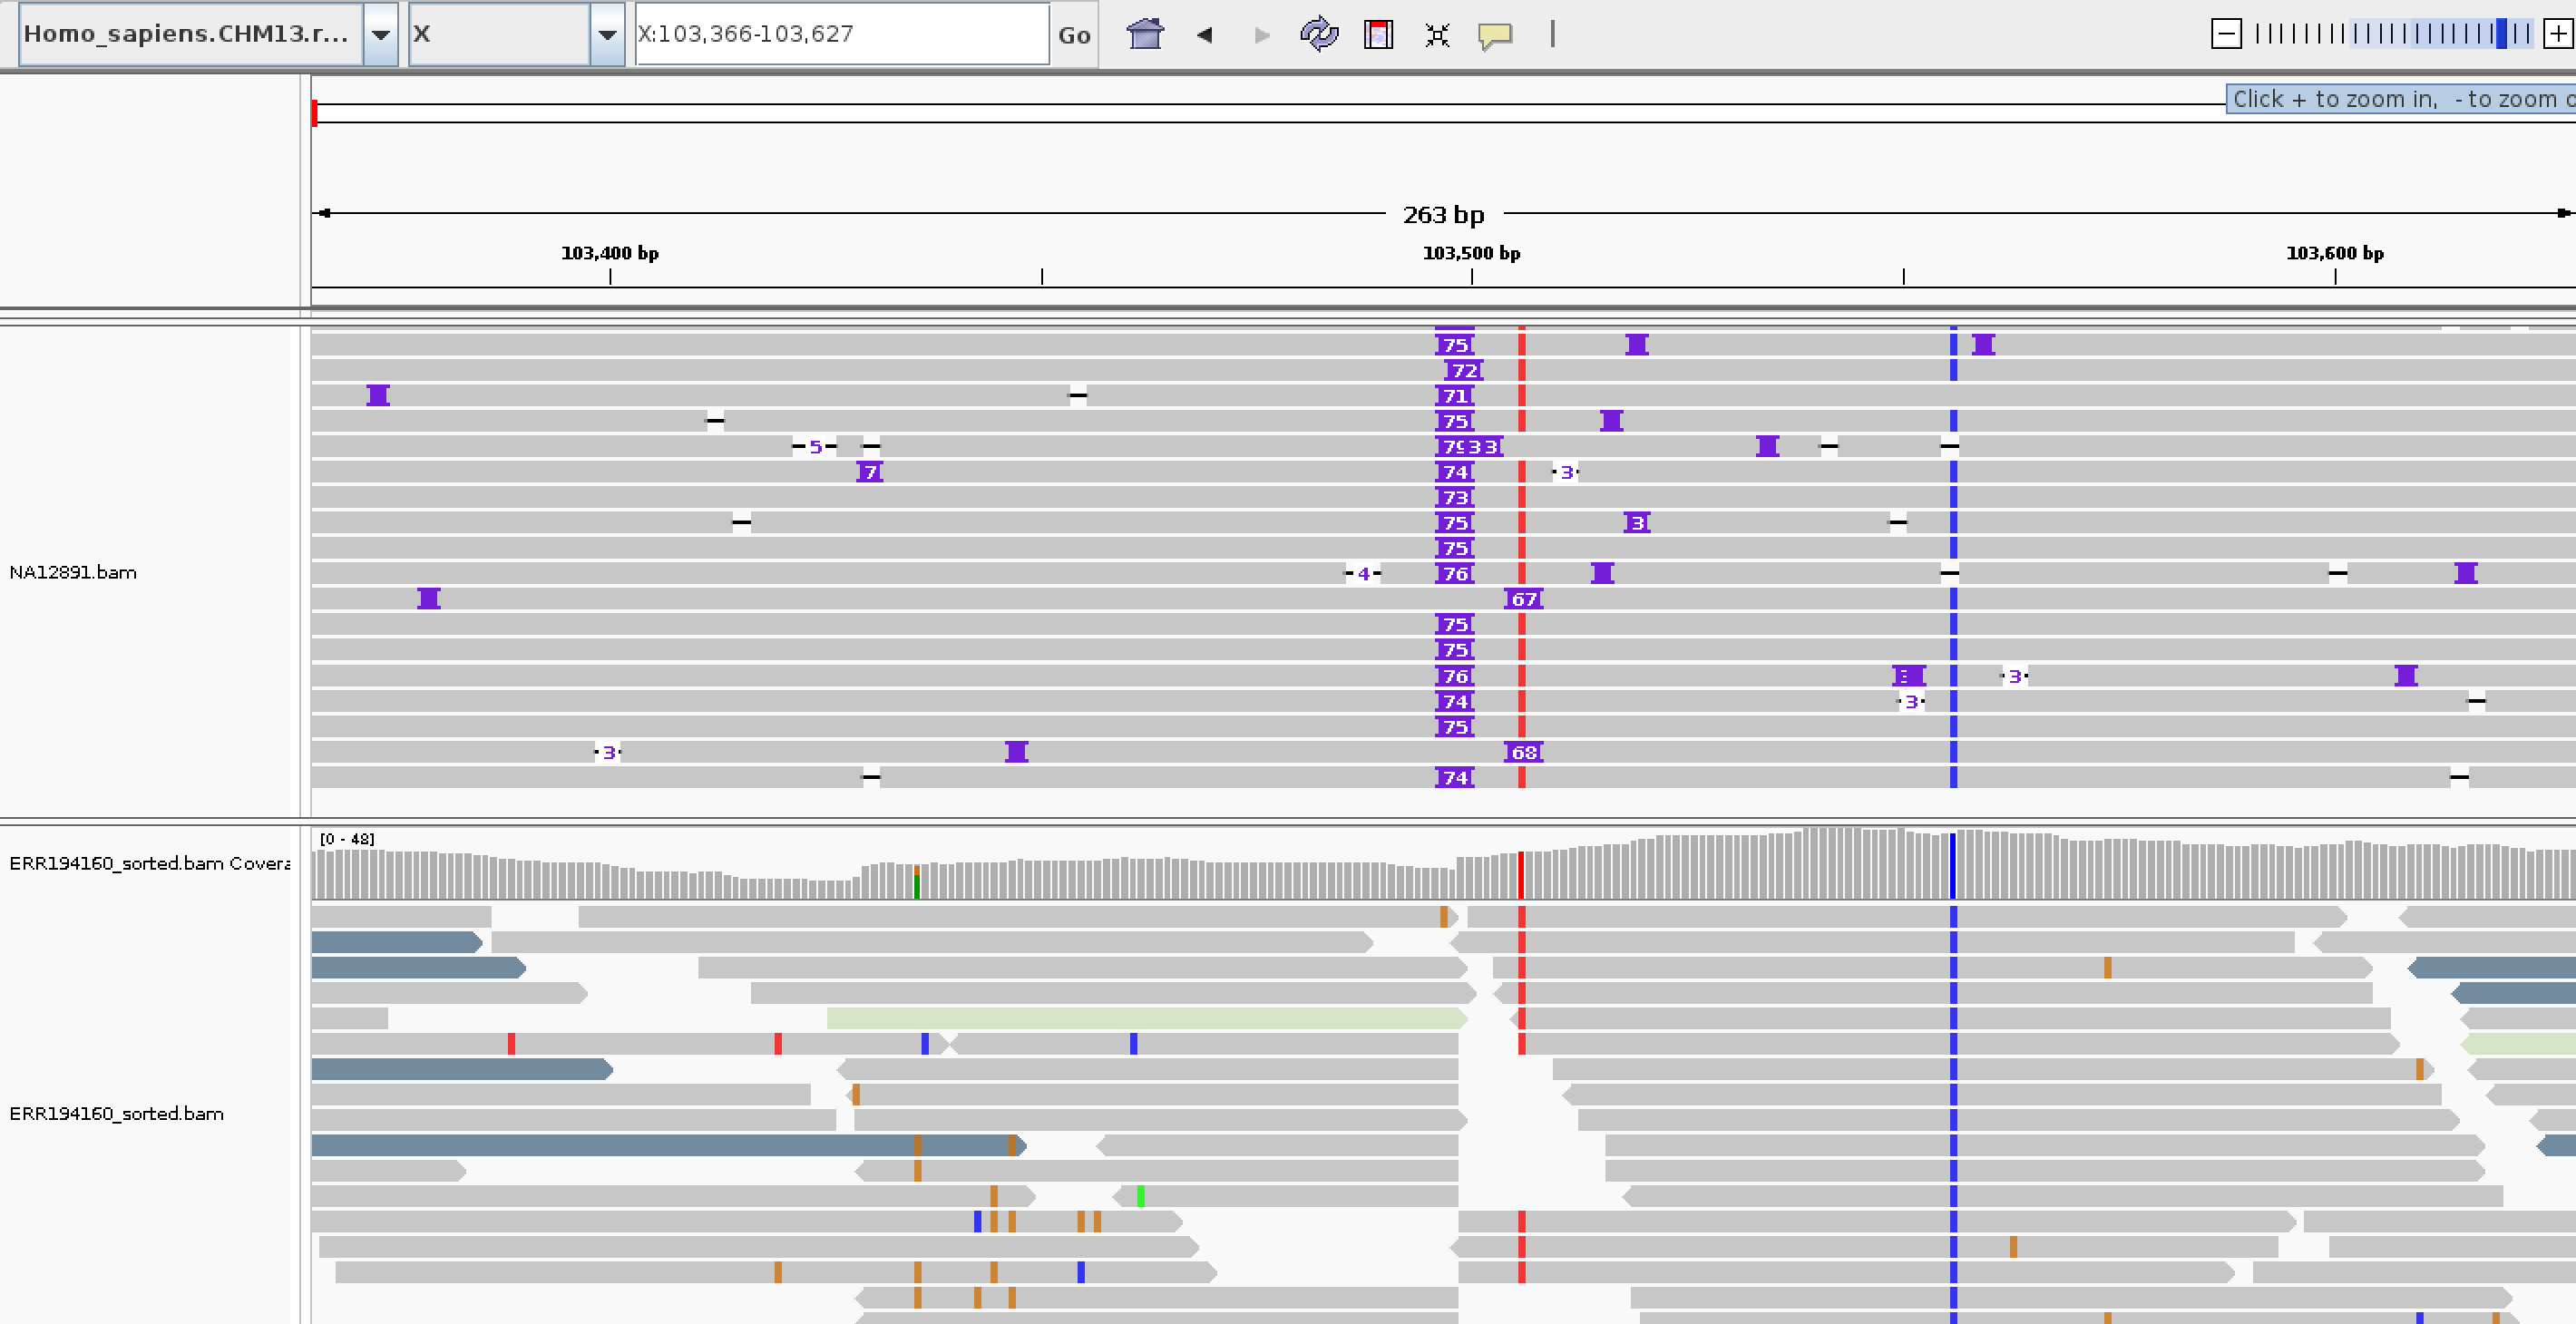 Homo_sapiens.CHM13.r... X X:103,366-103,627 Go
Click + to zoom in, - to zoom o
263 bp
103,400 bp 103,500 bp 103,600 bp
75
72
71
75
5 33
7 74 3
73
75 3
75
NA12891.bam 4 76
67
75
75
76 3
74 3
75
3 68
74
[0 - 48]
ERR194160_sorted.bam Covera
ERR194160_sorted.bam